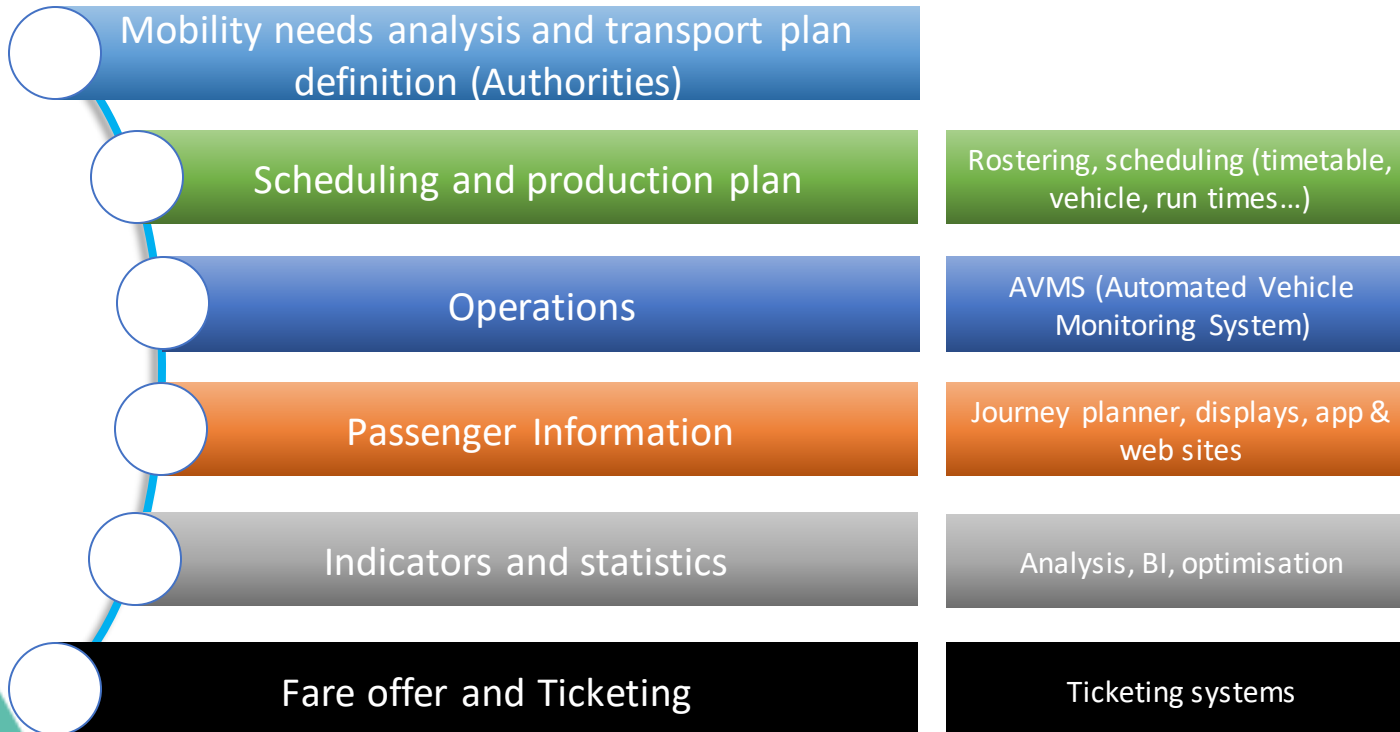 Mobility needs analysis and transport plan
definition (Authorities)
Scheduling and production plan
Rostering, scheduling (timetable,
vehicle, run times...)
Operations
AVMS (Automated Vehicle
Monitoring System)
Passenger Information
Journey planner, displays, app &
web sites
Indicators and statistics
Analysis, BI, optimisation
Fare offer and Ticketing
Ticketing systems